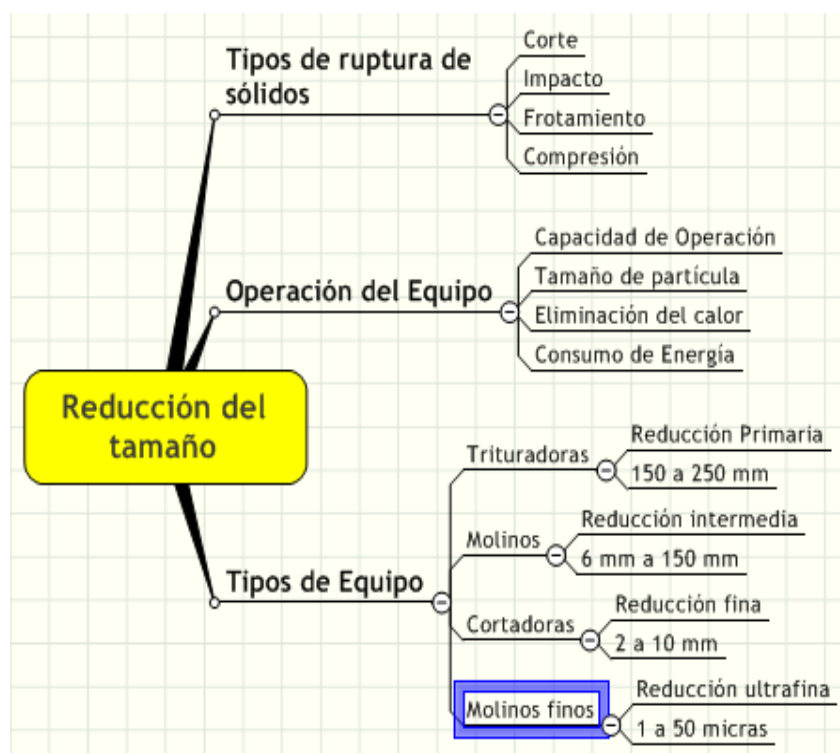 Reducción del
tamaño
Tipos de ruptura de
sólidos
Corte
Impacto
Frotamiento
Compresión
Operación del Equipo
Capacidad de Operación
Tamaño de partícula
Eliminación del calor
Consumo de Energía
Tipos de Equipo
Trituradoras
Reducción Primaria
150 a 250 mm
Molinos
Reducción intermedia
6 mm a 150 mm
Cortadoras
Reducción fina
2 a 10 mm
Molinos finos
Reducción ultrafina
1 a 50 micras